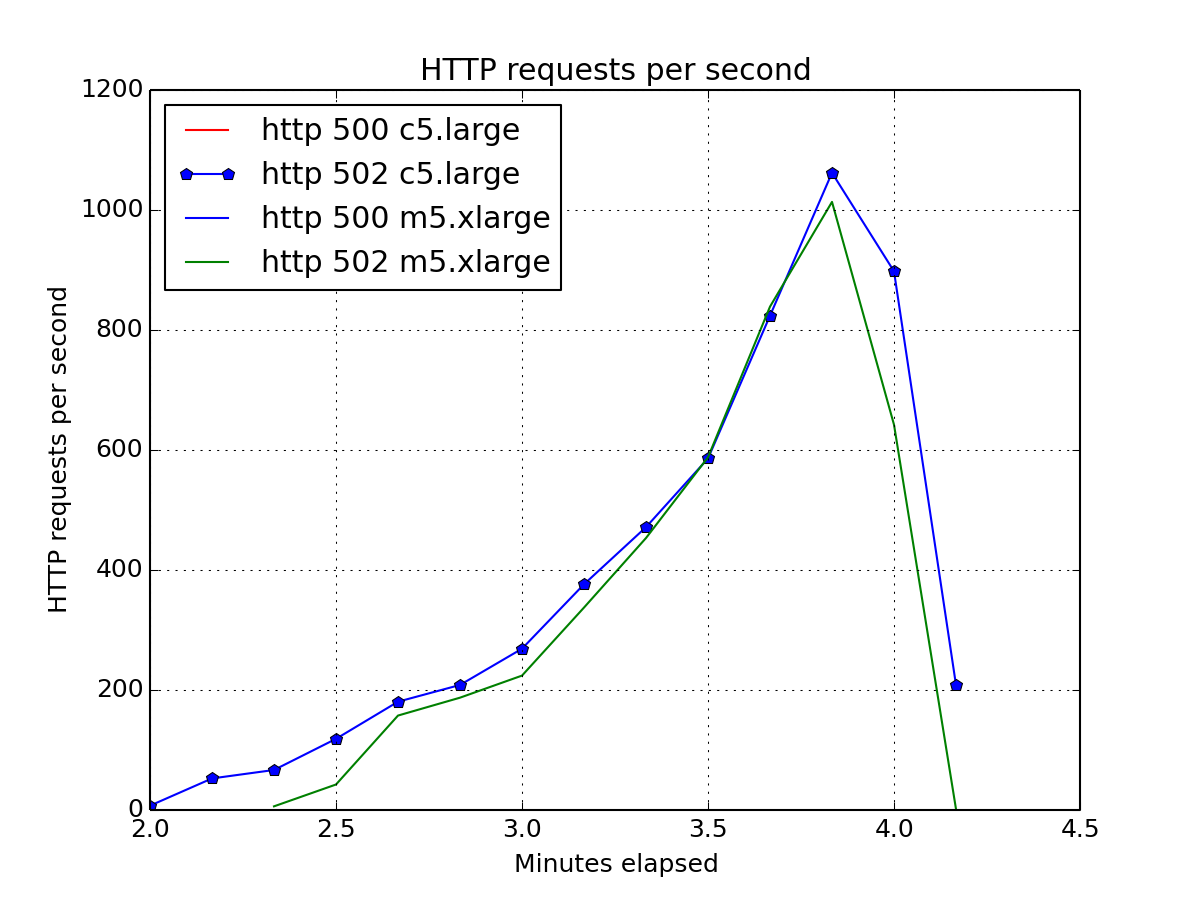 HTTP requests per second
1200
1000
800
600
400
200
0
HTTP requests per second
http 500 c5.large
http 502 c5.large
http 500 m5.xlarge
http 502 m5.xlarge
2.0 2.5 3.0 3.5 4.0 4.5
Minutes elapsed